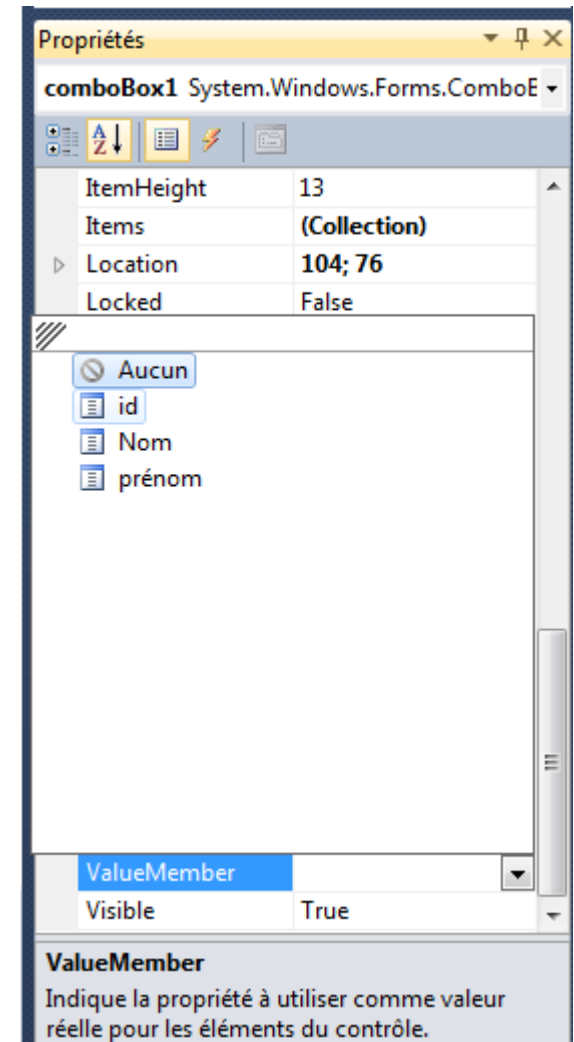 Propriétés
comboBox1 System.Windows.Forms.ComboB
ItemHeight 13
Items (Collection)
Location 104; 76
Locked False
Aucun
id
Nom
prénom
ValueMember
Visible True
ValueMember
Indique la propriété à utiliser comme valeur
réelle pour les éléments du contrôle.